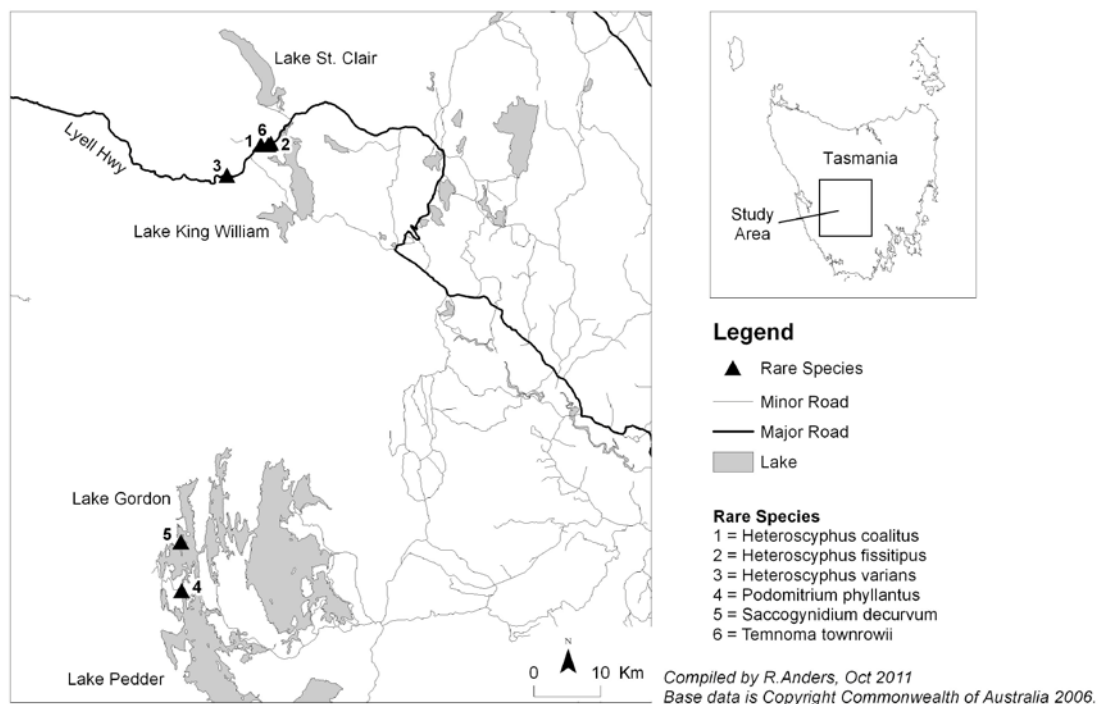 Lake St. Clair
Lyell Hwy
1
6
2
3
Lake King William
Lake Gordon
5
4
Lake Pedder
N
0 10 Km
Tasmania
Study
Area
Legend
Rare Species
Minor Road
Major Road
Lake
Rare Species
1 = Heteroscyphus coalitus
2 = Heteroscyphus fissitipus
3 = Heteroscyphus varians
4 = Podomitrium phyllantus
5 = Saccogynidium decurvum
6 = Temnoma townrowii
Compiled by R.Anders, Oct 2011
Base data is Copyright Commonwealth of Australia 2006.